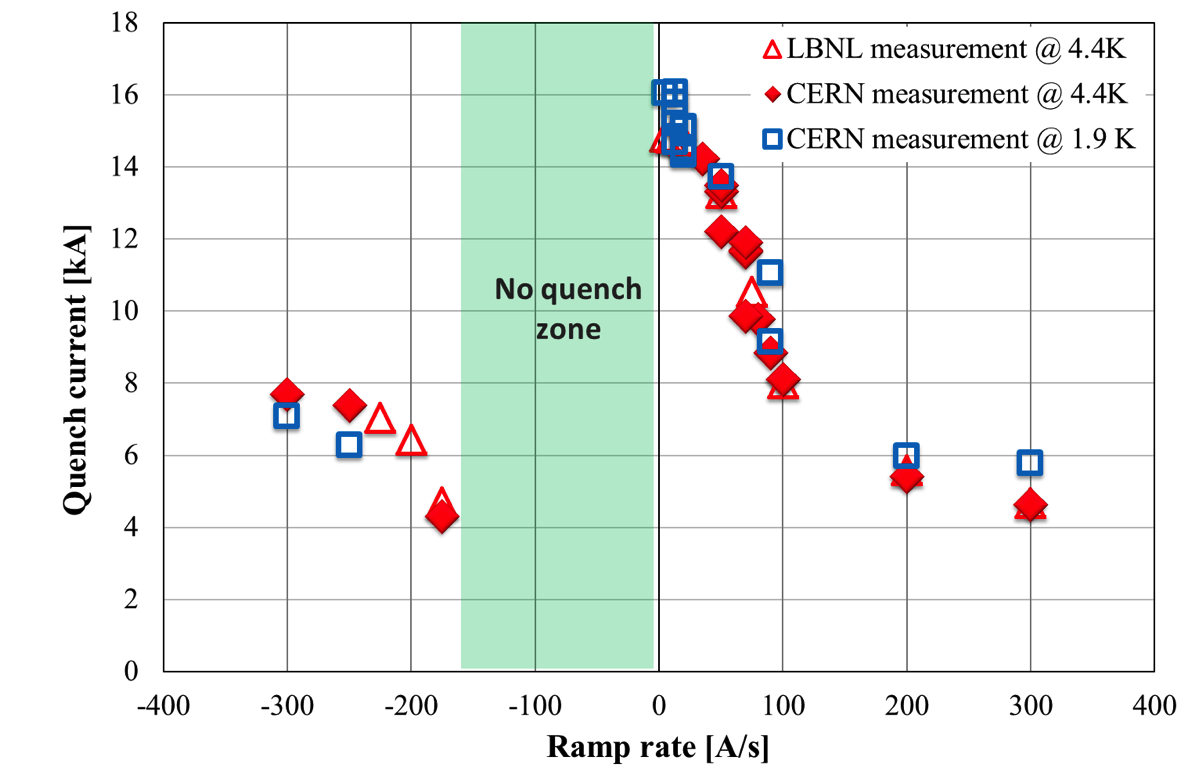 18
16
14
12
10
8
6
4
2
0
Quench current [kA]
LBNL measurement @ 4.4K
CERN measurement @ 4.4K
CERN measurement @ 1.9 K
No quench
zone
-400 -300 -200 -100 0 100 200 300 400
Ramp rate [A/s]